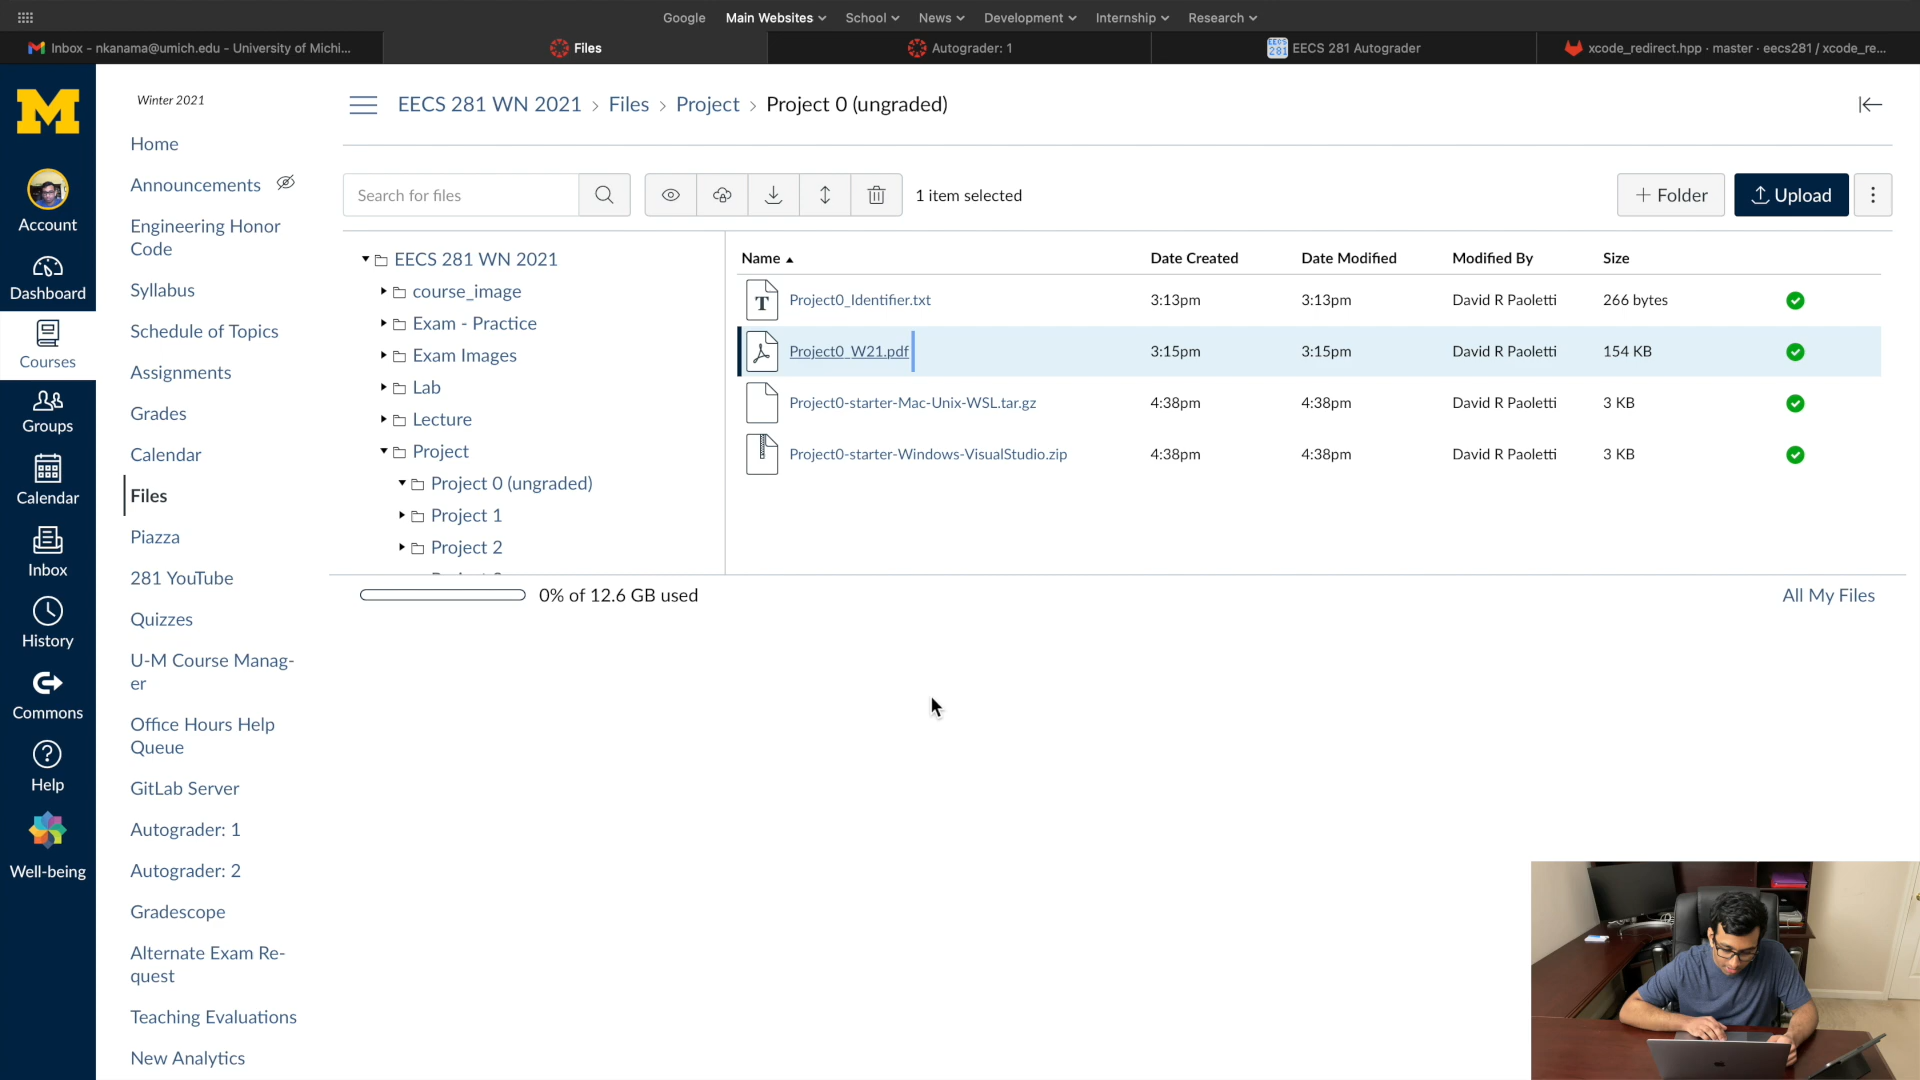 Google Main Websites School News Development Internship Research
Inbox - nkanama@umich.edu - University of Michi...
Files
Autograder: 1
EECS 281 EECS 281 Autograder
xcode_redirect.hpp · master · eecs281 / xcode_re...
M
Account
Dashboard
Courses
Groups
Calendar
Inbox
History
Commons
Help
Well-being
Winter 2021
Home
Announcements
Engineering Honor
Code
Syllabus
Schedule of Topics
Assignments
Grades
Calendar
Files
Piazza
281 YouTube
Quizzes
U-M Course Manag-
er
Office Hours Help
Queue
GitLab Server
Autograder: 1
Autograder: 2
Gradescope
Alternate Exam Re-
quest
Teaching Evaluations
New Analytics
EECS 281 WN 2021 › Files › Project › Project 0 (ungraded)
Search for files
1 item selected
+ Folder
Upload
EECS 281 WN 2021
course_image
Exam - Practice
Exam Images
Lab
Lecture
Project
Project 0 (ungraded)
Project 1
Project 2
Name Date Created Date Modified Modified By Size
Project0_Identifier.txt 3:13pm 3:13pm David R Paoletti 266 bytes
Project0_W21.pdf 3:15pm 3:15pm David R Paoletti 154 KB
Project0-starter-Mac-Unix-WSL.tar.gz 4:38pm 4:38pm David R Paoletti 3 KB
Project0-starter-Windows-VisualStudio.zip 4:38pm 4:38pm David R Paoletti 3 KB
0% of 12.6 GB used
All My Files